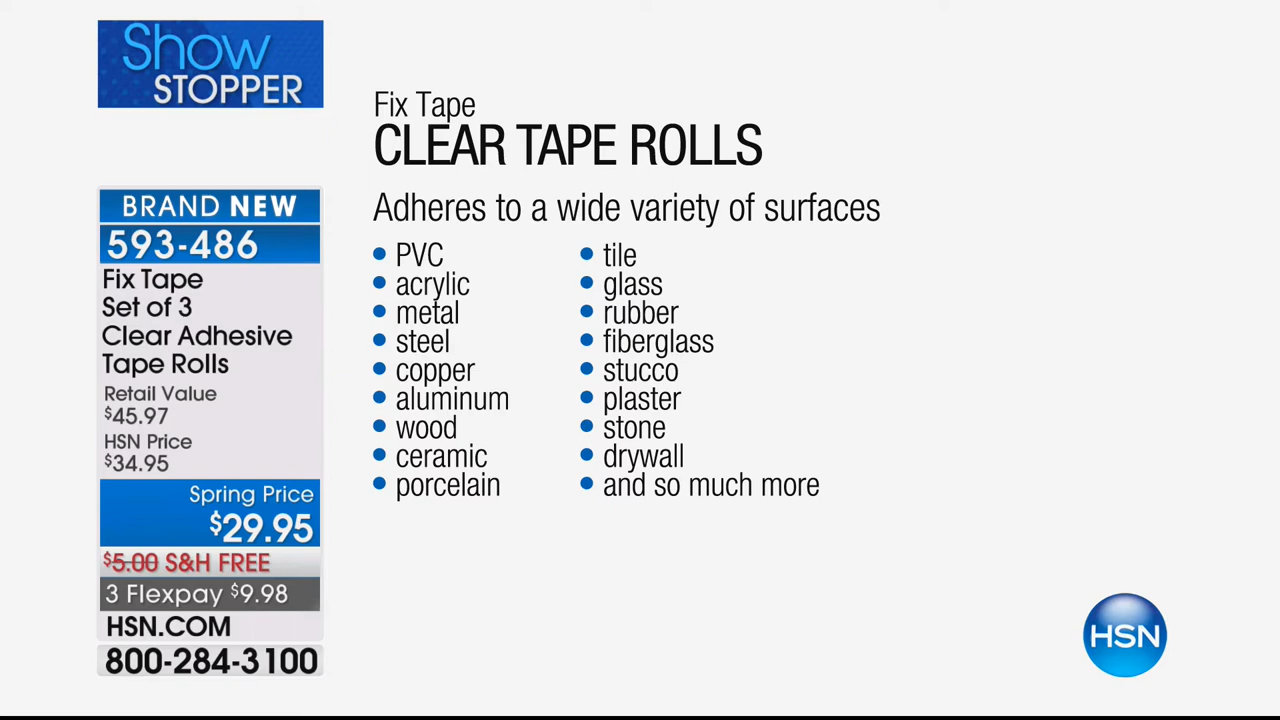 Show
STOPPER
Fix Tape
CLEAR TAPE ROLLS
Adheres to a wide variety of surfaces
• PVC
• acrylic
• metal
• steel
• copper
• aluminum
• wood
• ceramic
• porcelain
• tile
• glass
• rubber
• fiberglass
• stucco
• plaster
• stone
• drywall
• and so much more
BRAND NEW
593-486
Fix Tape
Set of 3
Clear Adhesive
Tape Rolls
Retail Value
$45.97
HSN Price
$34.95
Spring Price
$29.95
$5.00 S&H FREE
3 Flexpay $9.98
HSN.COM
800-284-3100
HSN